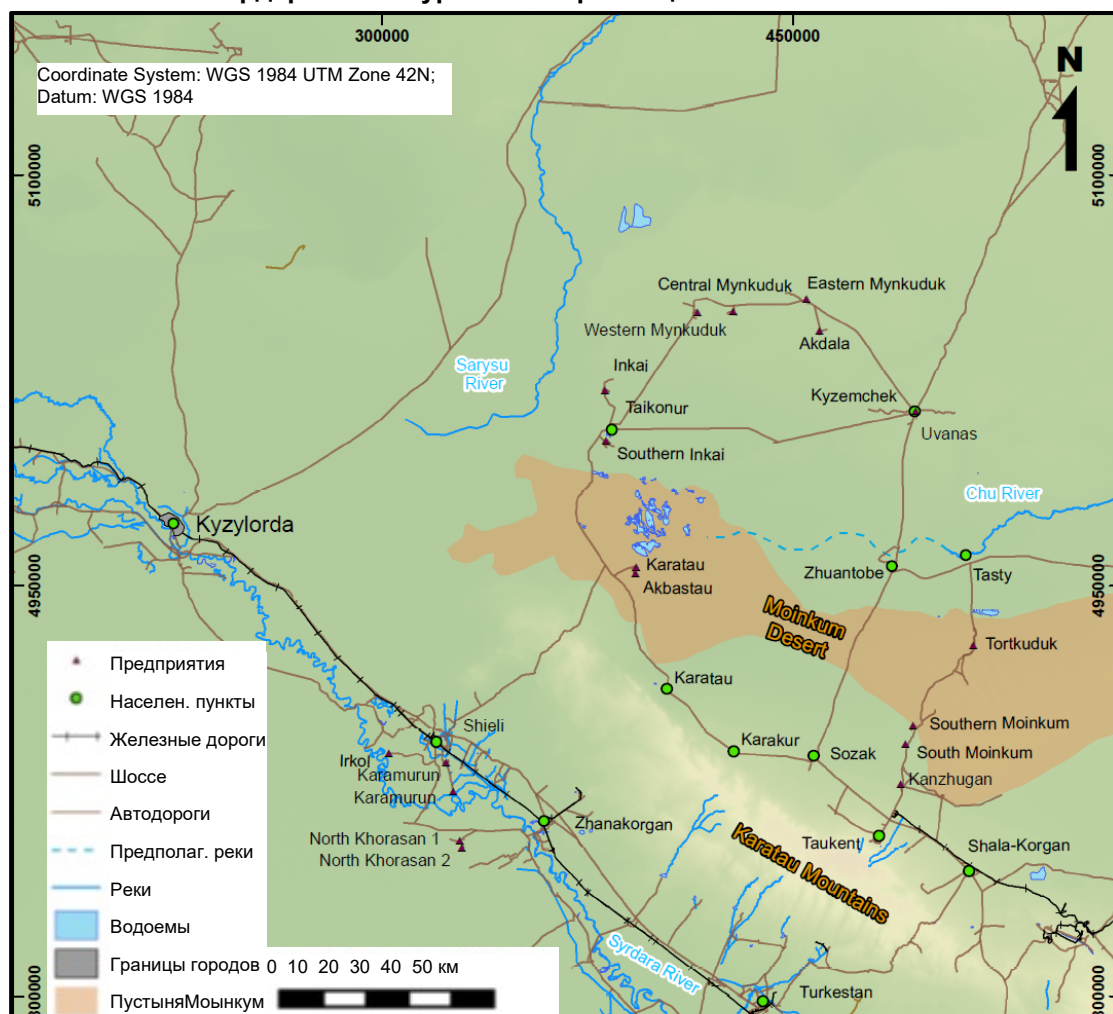 300000
450000
Coordinate System: WGS 1984 UTM Zone 42N;
Datum: WGS 1984
N
5100000
5100000
Central Mynkuduk
Eastern Mynkuduk
Western Mynkuduk
Akdala
Sarysu
River
Inkai
Kyzemchek
Taikonur
Uvanas
Southern Inkai
Chu River
Kyzylorda
Karatau
Zhuantobe
Tasty
Akbastau
4950000
4950000
Moinkum
Desert
Tortkuduk
Предприятия
Karatau
Населен. пункты
Shieli
Southern Moinkum
Железные дороги
Karakur
Sozak
South Moinkum
Irkol
Шоссе
Karamurun
Kanzhugan
Karamurun
Автодороги
Zhanakorgan
North Khorasan 1
Taukent
Предполаг. реки
North Khorasan 2
Shala-Korgan
Karatau Mountains
Реки
Водоемы
Syrdara River
Границы городов
0 10 20 30 40 50 км
Turkestan
ПустыняМоынкум